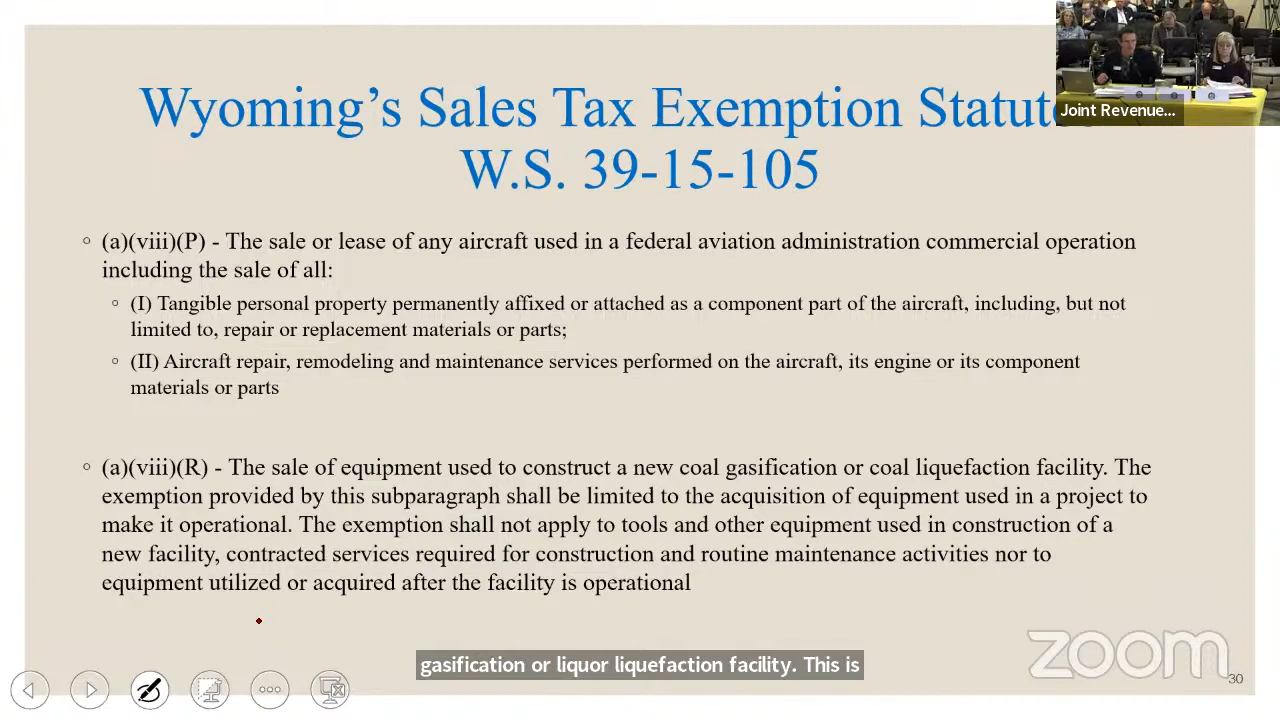 Wyoming's Sales Tax Exemption Statute
W.S. 39-15-105
Joint Revenue...
(a)(viii)(P) - The sale or lease of any aircraft used in a federal aviation administration commercial operation
including the sale of all:
(I) Tangible personal property permanently affixed or attached as a component part of the aircraft, including, but not
limited to, repair or replacement materials or parts;
(II) Aircraft repair, remodeling and maintenance services performed on the aircraft, its engine or its component
materials or parts
(a)(viii)(R) - The sale of equipment used to construct a new coal gasification or coal liquefaction facility. The
exemption provided by this subparagraph shall be limited to the acquisition of equipment used in a project to
make it operational. The exemption shall not apply to tools and other equipment used in construction of a
new facility, contracted services required for construction and routine maintenance activities nor to
equipment utilized or acquired after the facility is operational
gasification or liquor liquefaction facility. This is
zoom
30